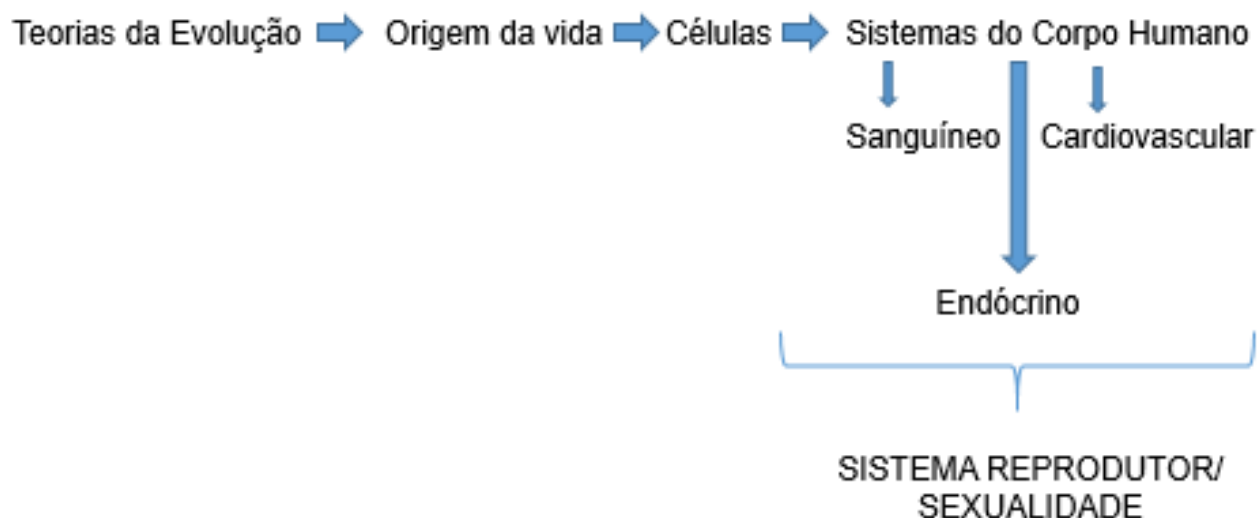 Teorias da Evolução Origem da vida Células Sistemas do Corpo Humano
Sanguíneo Cardiovascular
Endócrino
SISTEMA REPRODUTOR/
SEXUALIDADE